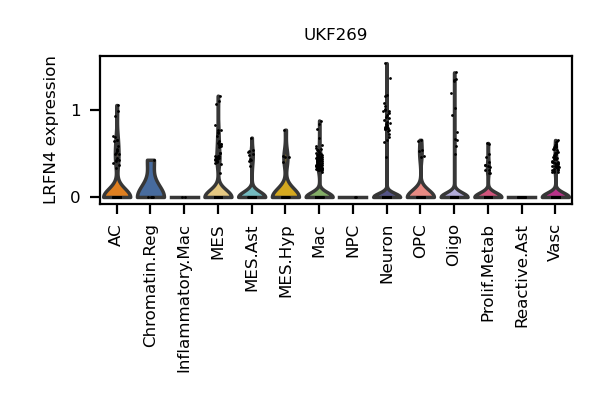 UKF269
LRFN4 expression
1
0
AC
Chromatin.Reg
Inflammatory.Mac
MES
MES.Ast
MES.Hyp
Mac
NPC
Neuron
OPC
Oligo
Prolif.Metab
Reactive.Ast
Vasc